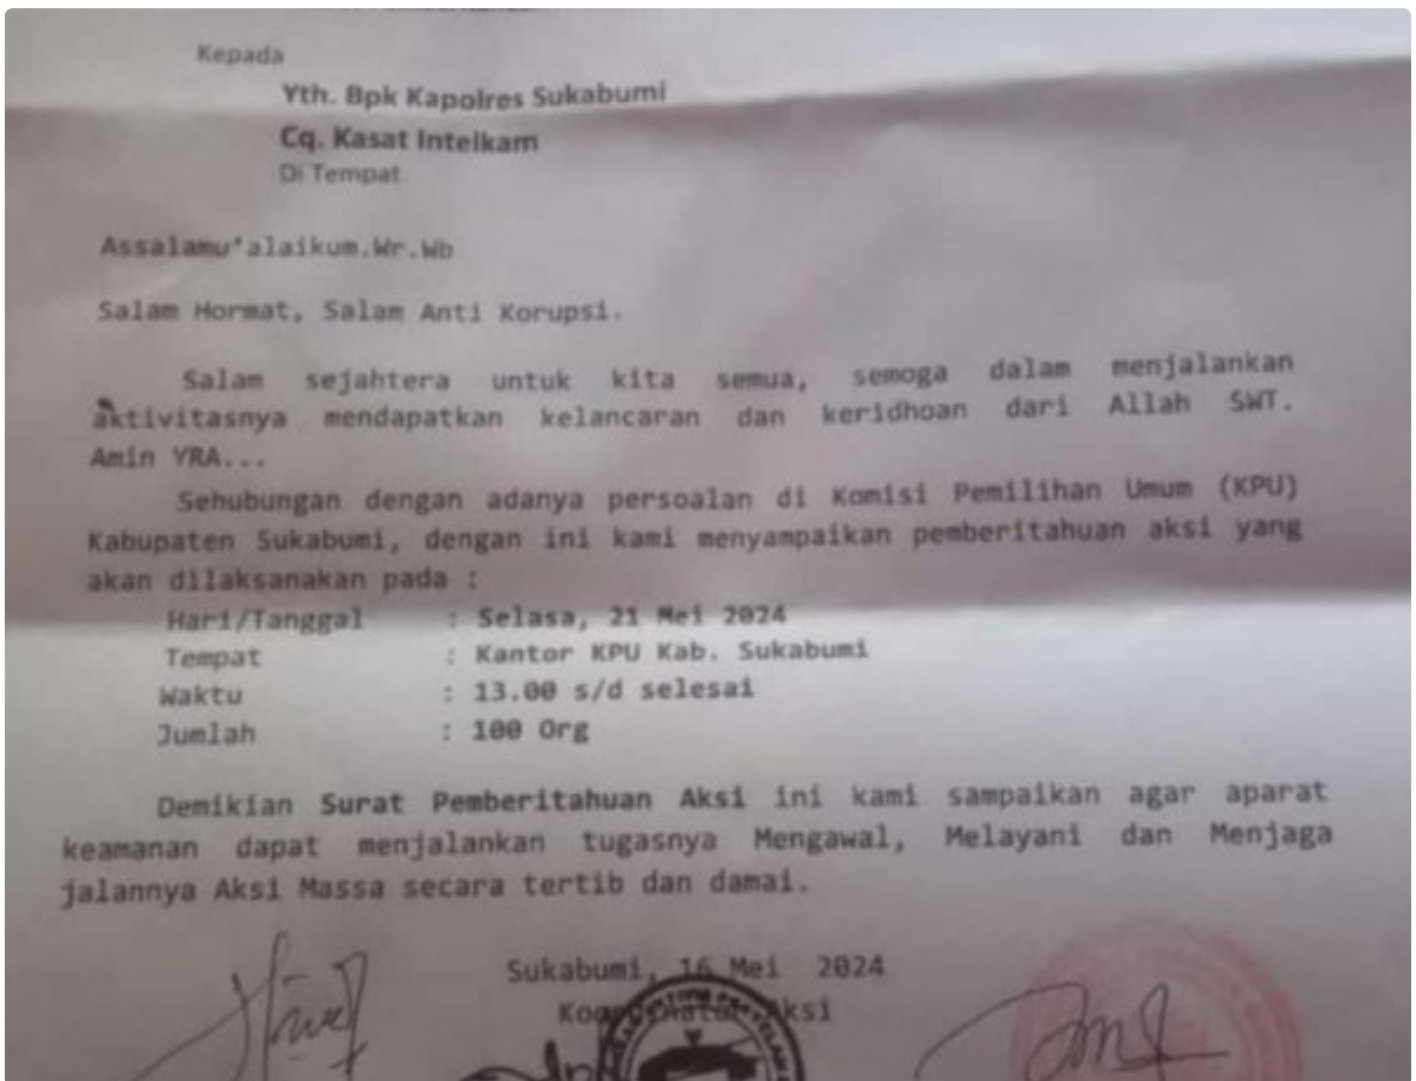 Kepada
Yth. Bpk Kapolres Sukabumi
Cq. Kasat Intelkam
Di Tempat
Assalamu'alaikum.Wr.Wb
Salam Hormat, Salam Anti Korupsi.
Salam sejahtera untuk kita semua, semoga dalam menjalankan
aktivitasnya mendapatkan kelancaran dan keridhoan dari Allah SWT.
Amin YRA...
Sehubungan dengan adanya persoalan di Komisi Pemilihan Umum (KPU)
Kabupaten Sukabumi, dengan ini kami menyampaikan pemberitahuan aksi yang
akan dilaksanakan pada :
Hari/Tanggal : Selasa, 21 Mei 2024
Tempat : Kantor KPU Kab. Sukabumi
Waktu : 13.00 s/d selesai
Jumlah : 100 Org
Demikian Surat Pemberitahuan Aksi ini kami sampaikan agar aparat
keamanan dapat menjalankan tugasnya Mengawal, Melayani dan Menjaga
jalannya Aksi Massa secara tertib dan damai.
Sukabumi, 16 Mei 2024
Aksi